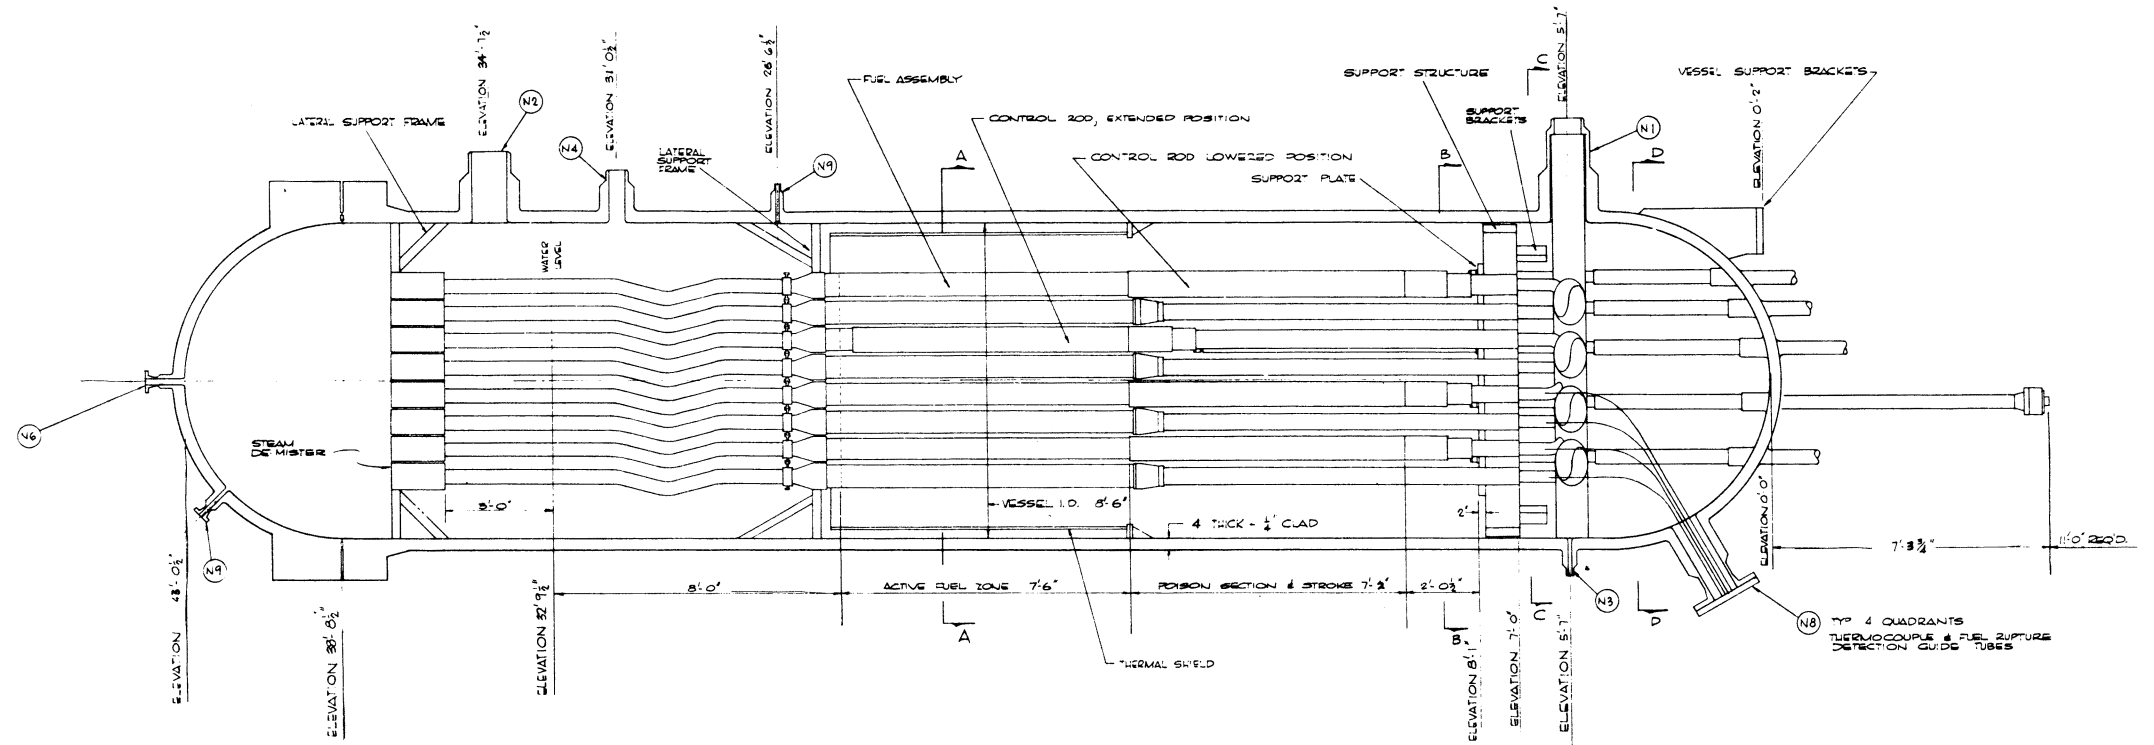 ELEVATION 34'-7½"
ELEVATION 31' 0½"
ELEVATION 28' 6½"
ELEVATION 5'-7"
C
N2
LATERAL SUPPORT FRAME
N4
LATERAL
SUPPORT
FRAME
N9
FUEL ASSEMBLY
CONTROL ROD, EXTENDED POSITION
A
CONTROL ROD LOWERED POSITION
SUPPORT PLATE
B
SUPPORT STRUCTURE
SUPPORT
BRACKETS
N1
D
VESSEL SUPPORT BRACKETS
ELEVATION 0'-2"
WATER
LEVEL
N6
STEAM
DE-MISTER
N9
3'-0"
VESSEL I.D. 8'-6"
4 THICK - ¼" CLAD
2"
8'-0"
ACTIVE FUEL ZONE 7'-6"
POISON SECTION & STROKE 7'-2"
2'-0½"
7'-3¾"
11'-0" REQ'D.
A
B
C
D
N3
N8
TYP 4 QUADRANTS
THERMOCOUPLE & FUEL RUPTURE
DETECTION GUIDE TUBES
THERMAL SHIELD
ELEVATION 43'-0½"
ELEVATION 38'-8½"
ELEVATION 32' 9½"
ELEVATION 8'-1"
ELEVATION 7'-0"
ELEVATION 5'-7"
ELEVATION 0'0"